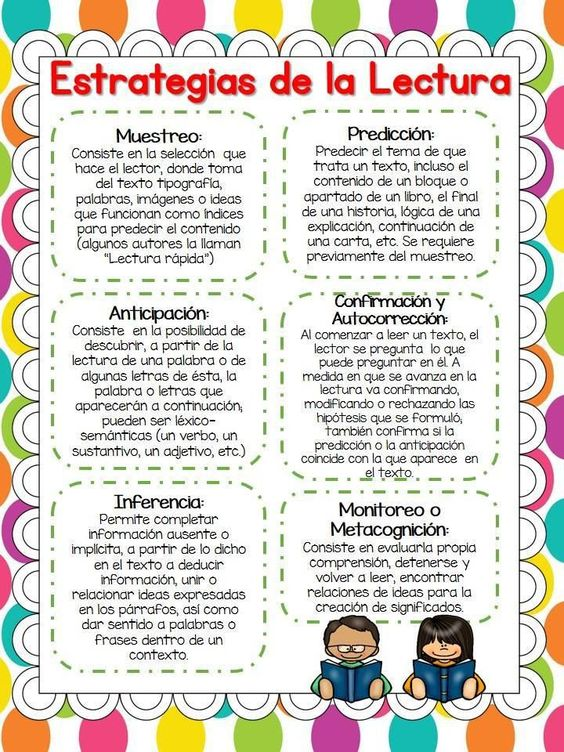 Estrategias de la Lectura
Muestreo:
Consiste en la selección que
hace el lector, donde toma
del texto tipografía,
palabras, imágenes o ideas
que funcionan como índices
para predecir el contenido
(algunos autores la llaman
"Lectura rápida")
Predicción:
Predecir el tema de que
trata un texto, incluso el
contenido de un bloque o
apartado de un libro, el final
de una historia, lógica de una
explicación, continuación de
una carta, etc. Se requiere
previamente del muestreo.
Anticipación:
Consiste en la posibilidad de
descubrir, a partir de la
lectura de una palabra o de
algunas letras de ésta, la
palabra o letras que
aparecerán a continuación;
pueden ser léxico-
semánticas (un verbo, un
sustantivo, un adjetivo, etc.)
Confirmación y
Autocorrección:
Al comenzar a leer un texto, el
lector se pregunta lo que
puede preguntar en él. A
medida en que se avanza en la
lectura va confirmando,
modificando o rechazando las
hipótesis que se formuló;
también confirma si la
predicción o la anticipación
coincide con la que aparece en
el texto.
Inferencia:
Permite completar
información ausente o
implícita, a partir de lo dicho
en el texto a deducir
información, unir o
relacionar ideas expresadas
en los párrafos, así como
dar sentido a palabras o
frases dentro de un
contexto.
Monitoreo o
Metacognición:
Consiste en evaluarla propia
comprensión, detenerse y
volver a leer, encontrar
relaciones de ideas para la
creación de significados.